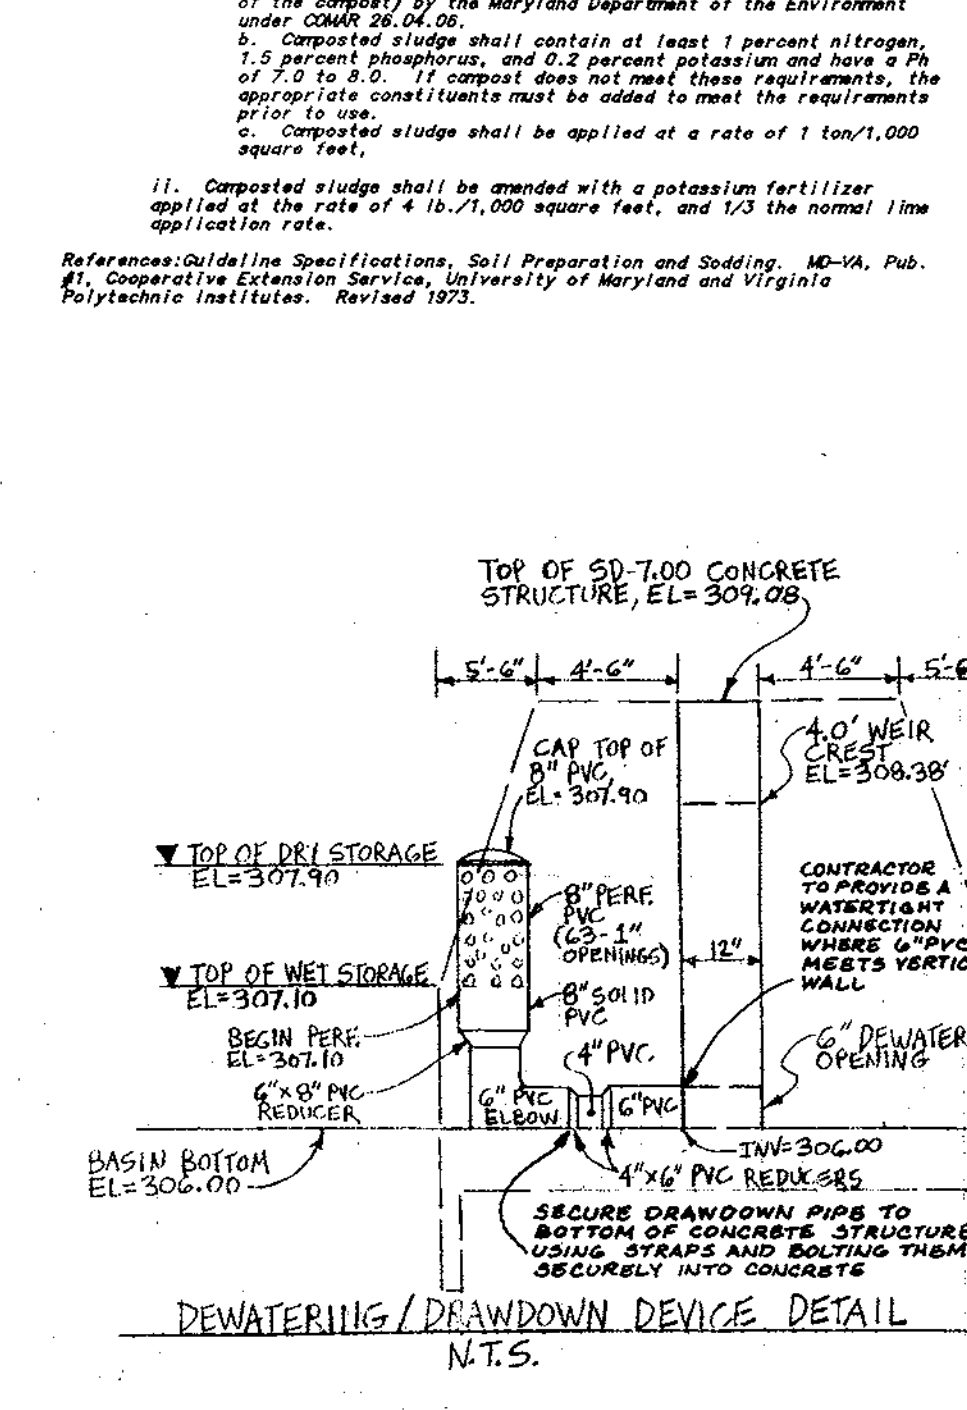 of the compost) by the Maryland Department of the Environment
under COMAR 26.04.06.
b. Composted sludge shall contain at least 1 percent nitrogen,
1.5 percent phosphorus, and 0.2 percent potassium and have a Ph
of 7.0 to 8.0. If compost does not meet these requirements, the
appropriate constituents must be added to meet the requirements
prior to use.
c. Composted sludge shall be applied at a rate of 1 ton/1,000
square feet,
ii. Composted sludge shall be amended with a potassium fertilizer
applied at the rate of 4 lb./1,000 square feet, and 1/3 the normal lime
application rate.
References:Guideline Specifications, Soil Preparation and Sodding. MD-VA, Pub.
#1, Cooperative Extension Service, University of Maryland and Virginia
Polytechnic Institutes. Revised 1973.
TOP OF SD-7.00 CONCRETE
STRUCTURE, EL=309.08
5'-6" 4'-6" 4'-6" 5'-6
4.0' WEIR
CREST
EL=308.38'
CAP TOP OF
8" PVC,
EL=307.90
TOP OF DRY STORAGE
EL=307.90
8" PERF.
PVC
(63-1"
OPENINGS)
12"
CONTRACTOR
TO PROVIDE A
WATERTIGHT
CONNECTION
WHERE 6"PVC
MEETS VERTIC
WALL
TOP OF WET STORAGE
EL=307.10
8" SOLID
PVC
BEGIN PERF.
EL=307.10
6"x8" PVC
REDUCER
4" PVC
6" PVC
ELBOW
6"PVC
6" DEWATER
OPENING
INV=306.00
BASIN BOTTOM
EL=306.00
4"x6" PVC REDUCERS
SECURE DRAWDOWN PIPE TO
BOTTOM OF CONCRETE STRUCTURE
USING STRAPS AND BOLTING THEM
SECURELY INTO CONCRETE
DEWATERING/DRAWDOWN DEVICE DETAIL
N.T.S.